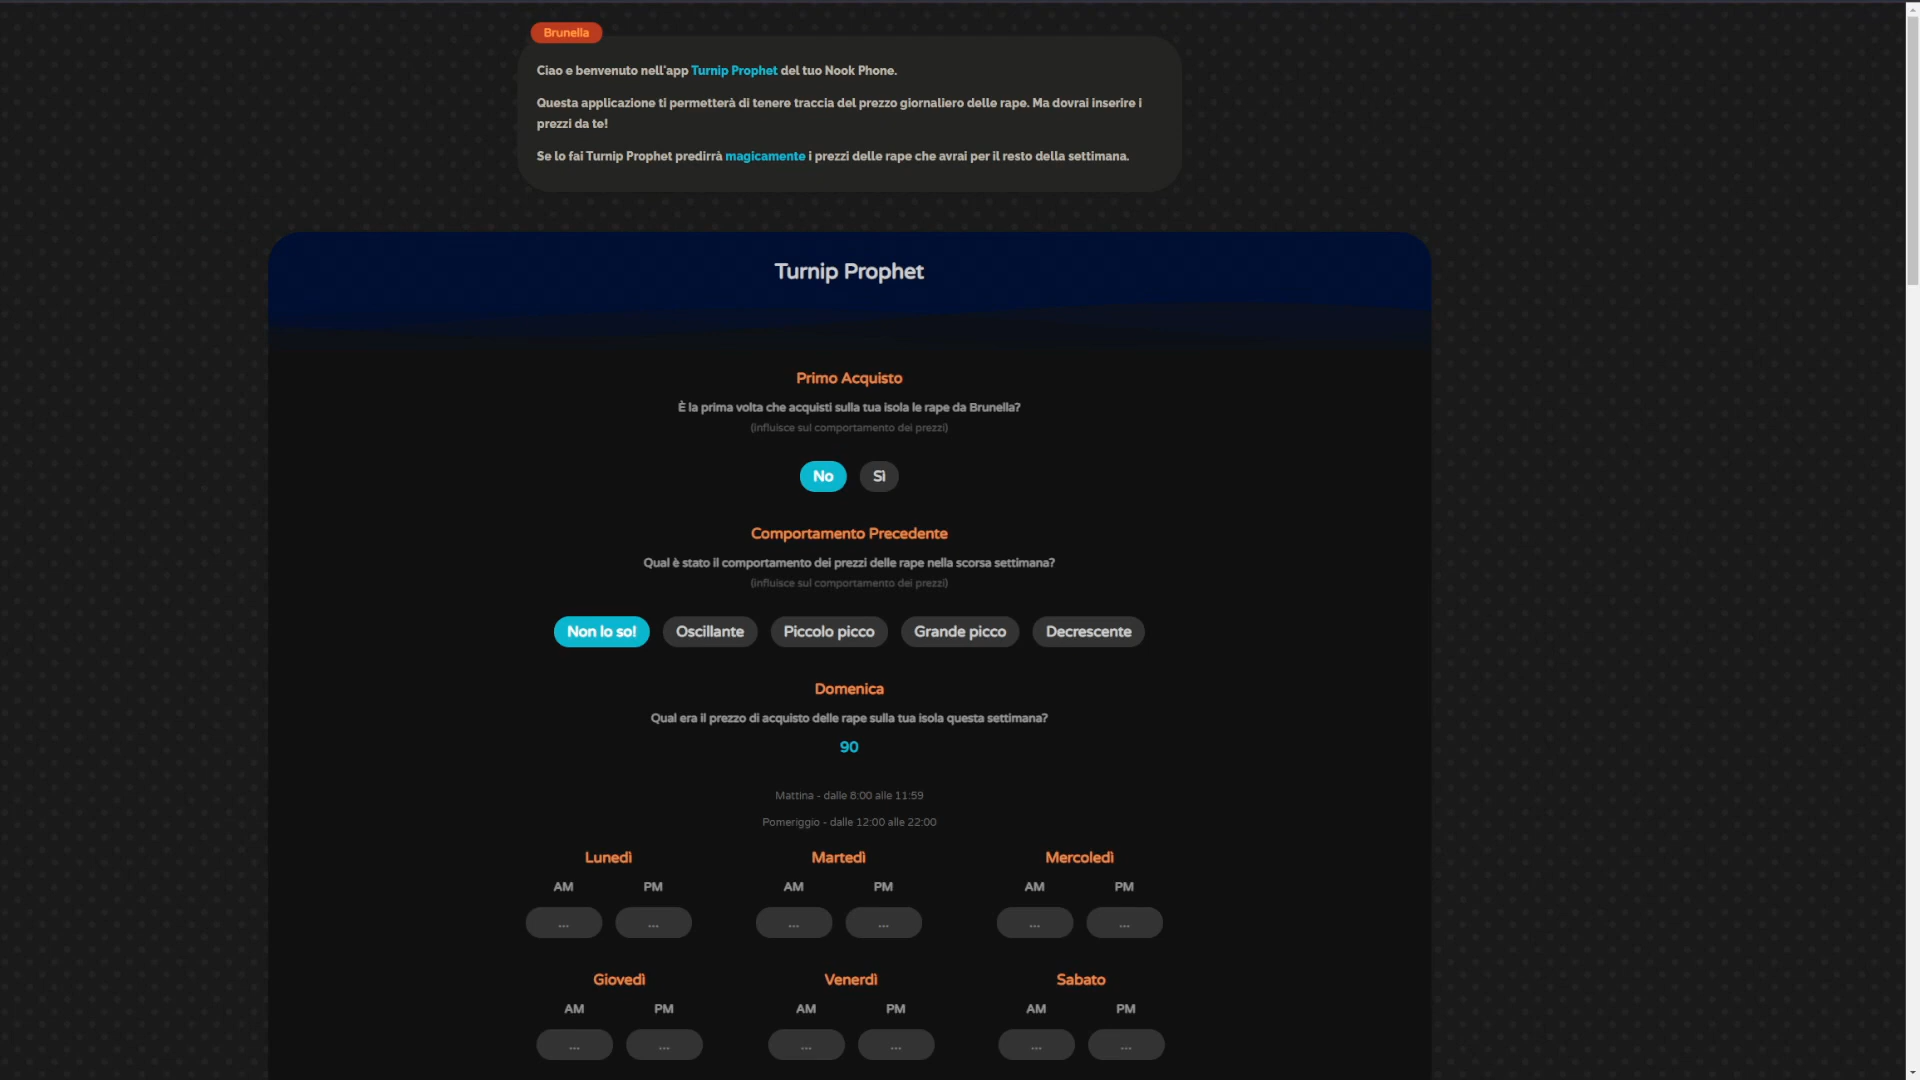 Brunella
Ciao e benvenuto nell'app Turnip Prophet del tuo Nook Phone.
Questa applicazione ti permetterà di tenere traccia del prezzo giornaliero delle rape. Ma dovrai inserire i
prezzi da te!
Se lo fai Turnip Prophet predirrà magicamente i prezzi delle rape che avrai per il resto della settimana.
Turnip Prophet
Primo Acquisto
È la prima volta che acquisti sulla tua isola le rape da Brunella?
(influisce sul comportamento dei prezzi)
No Sì
Comportamento Precedente
Qual è stato il comportamento dei prezzi delle rape nella scorsa settimana?
(influisce sul comportamento dei prezzi)
Non lo so! Oscillante Piccolo picco Grande picco Decrescente
Domenica
Qual era il prezzo di acquisto delle rape sulla tua isola questa settimana?
90
Mattina - dalle 8:00 alle 11:59
Pomeriggio - dalle 12:00 alle 22:00
Lunedì Martedì Mercoledì
AM PM AM PM AM PM
... ... ... ... ... ...
Giovedì Venerdì Sabato
AM PM AM PM AM PM
... ... ... ... ... ...